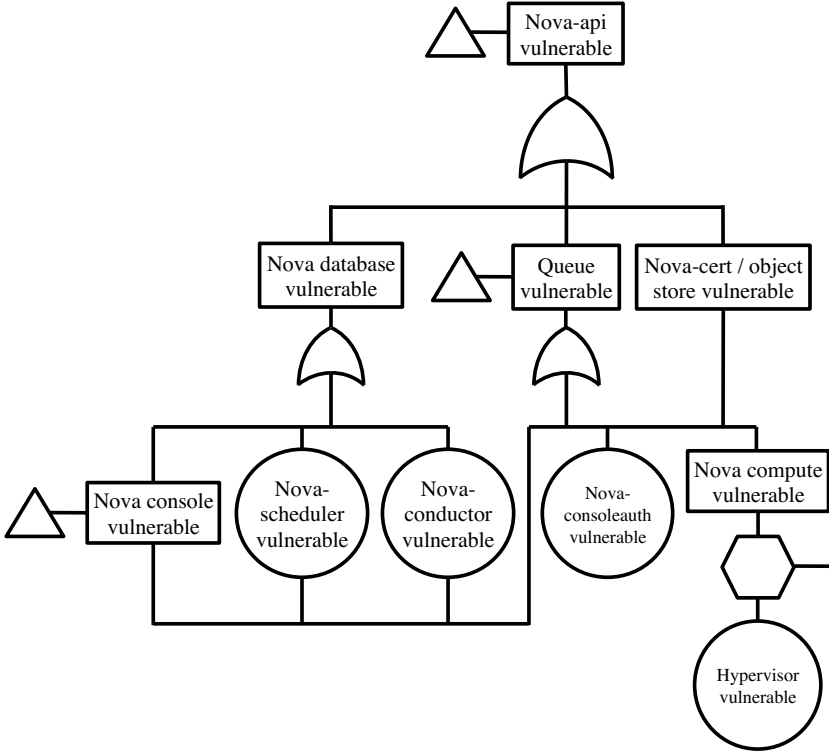 Nova-api
vulnerable
Nova database
vulnerable
Queue
vulnerable
Nova-cert / object
store vulnerable
Nova console
vulnerable
Nova-
scheduler
vulnerable
Nova-
conductor
vulnerable
Nova-
consoleauth
vulnerable
Nova compute
vulnerable
Hypervisor
vulnerable